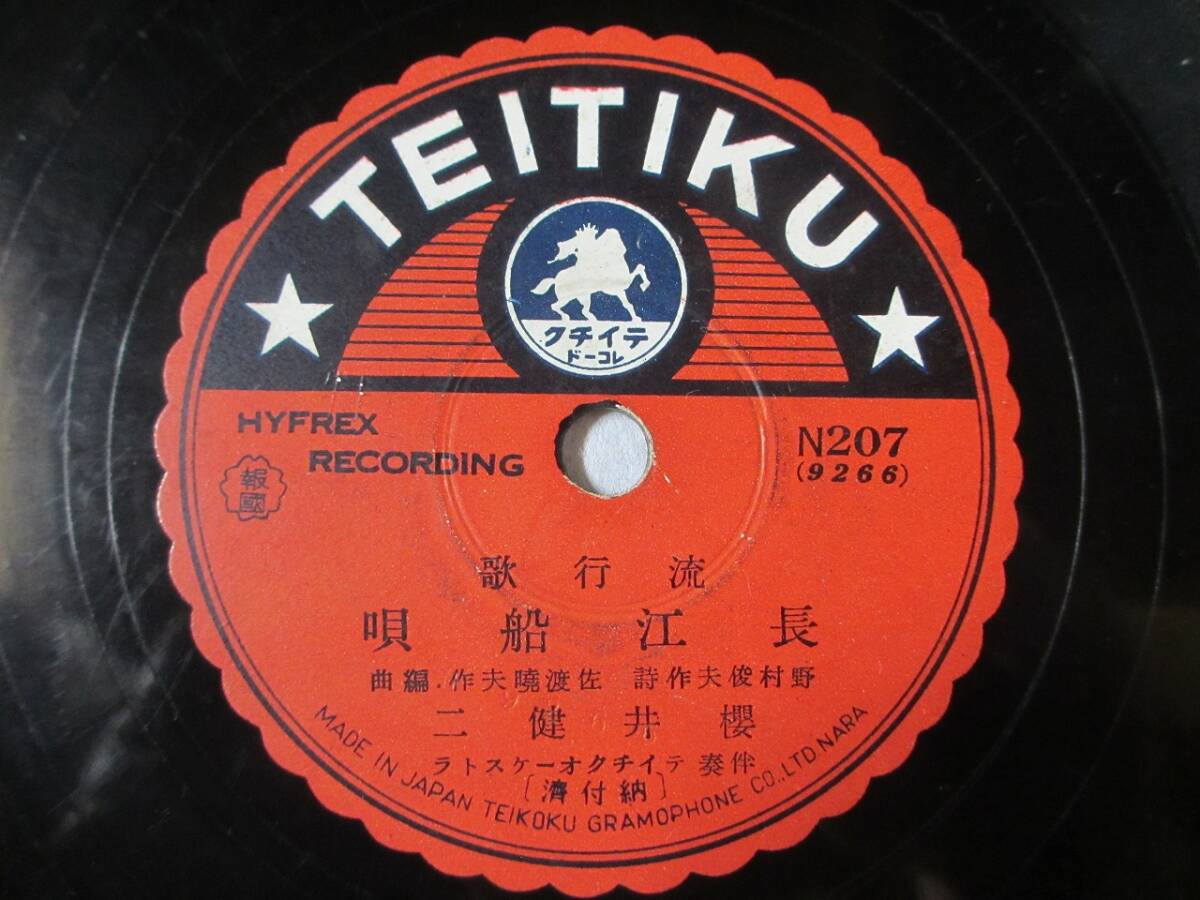 TEITIKU
テイチク
レコード
HYFREX
RECORDING
N207
(9266)
報
國
流行歌
長江船唄
野村俊夫作詩 佐渡曉夫作.編曲
櫻井健二
伴奏 テイチクオーケストラ
[納付濟]
MADE IN JAPAN TEIKOKU GRAMOPHONE CO.,LTD.NARA